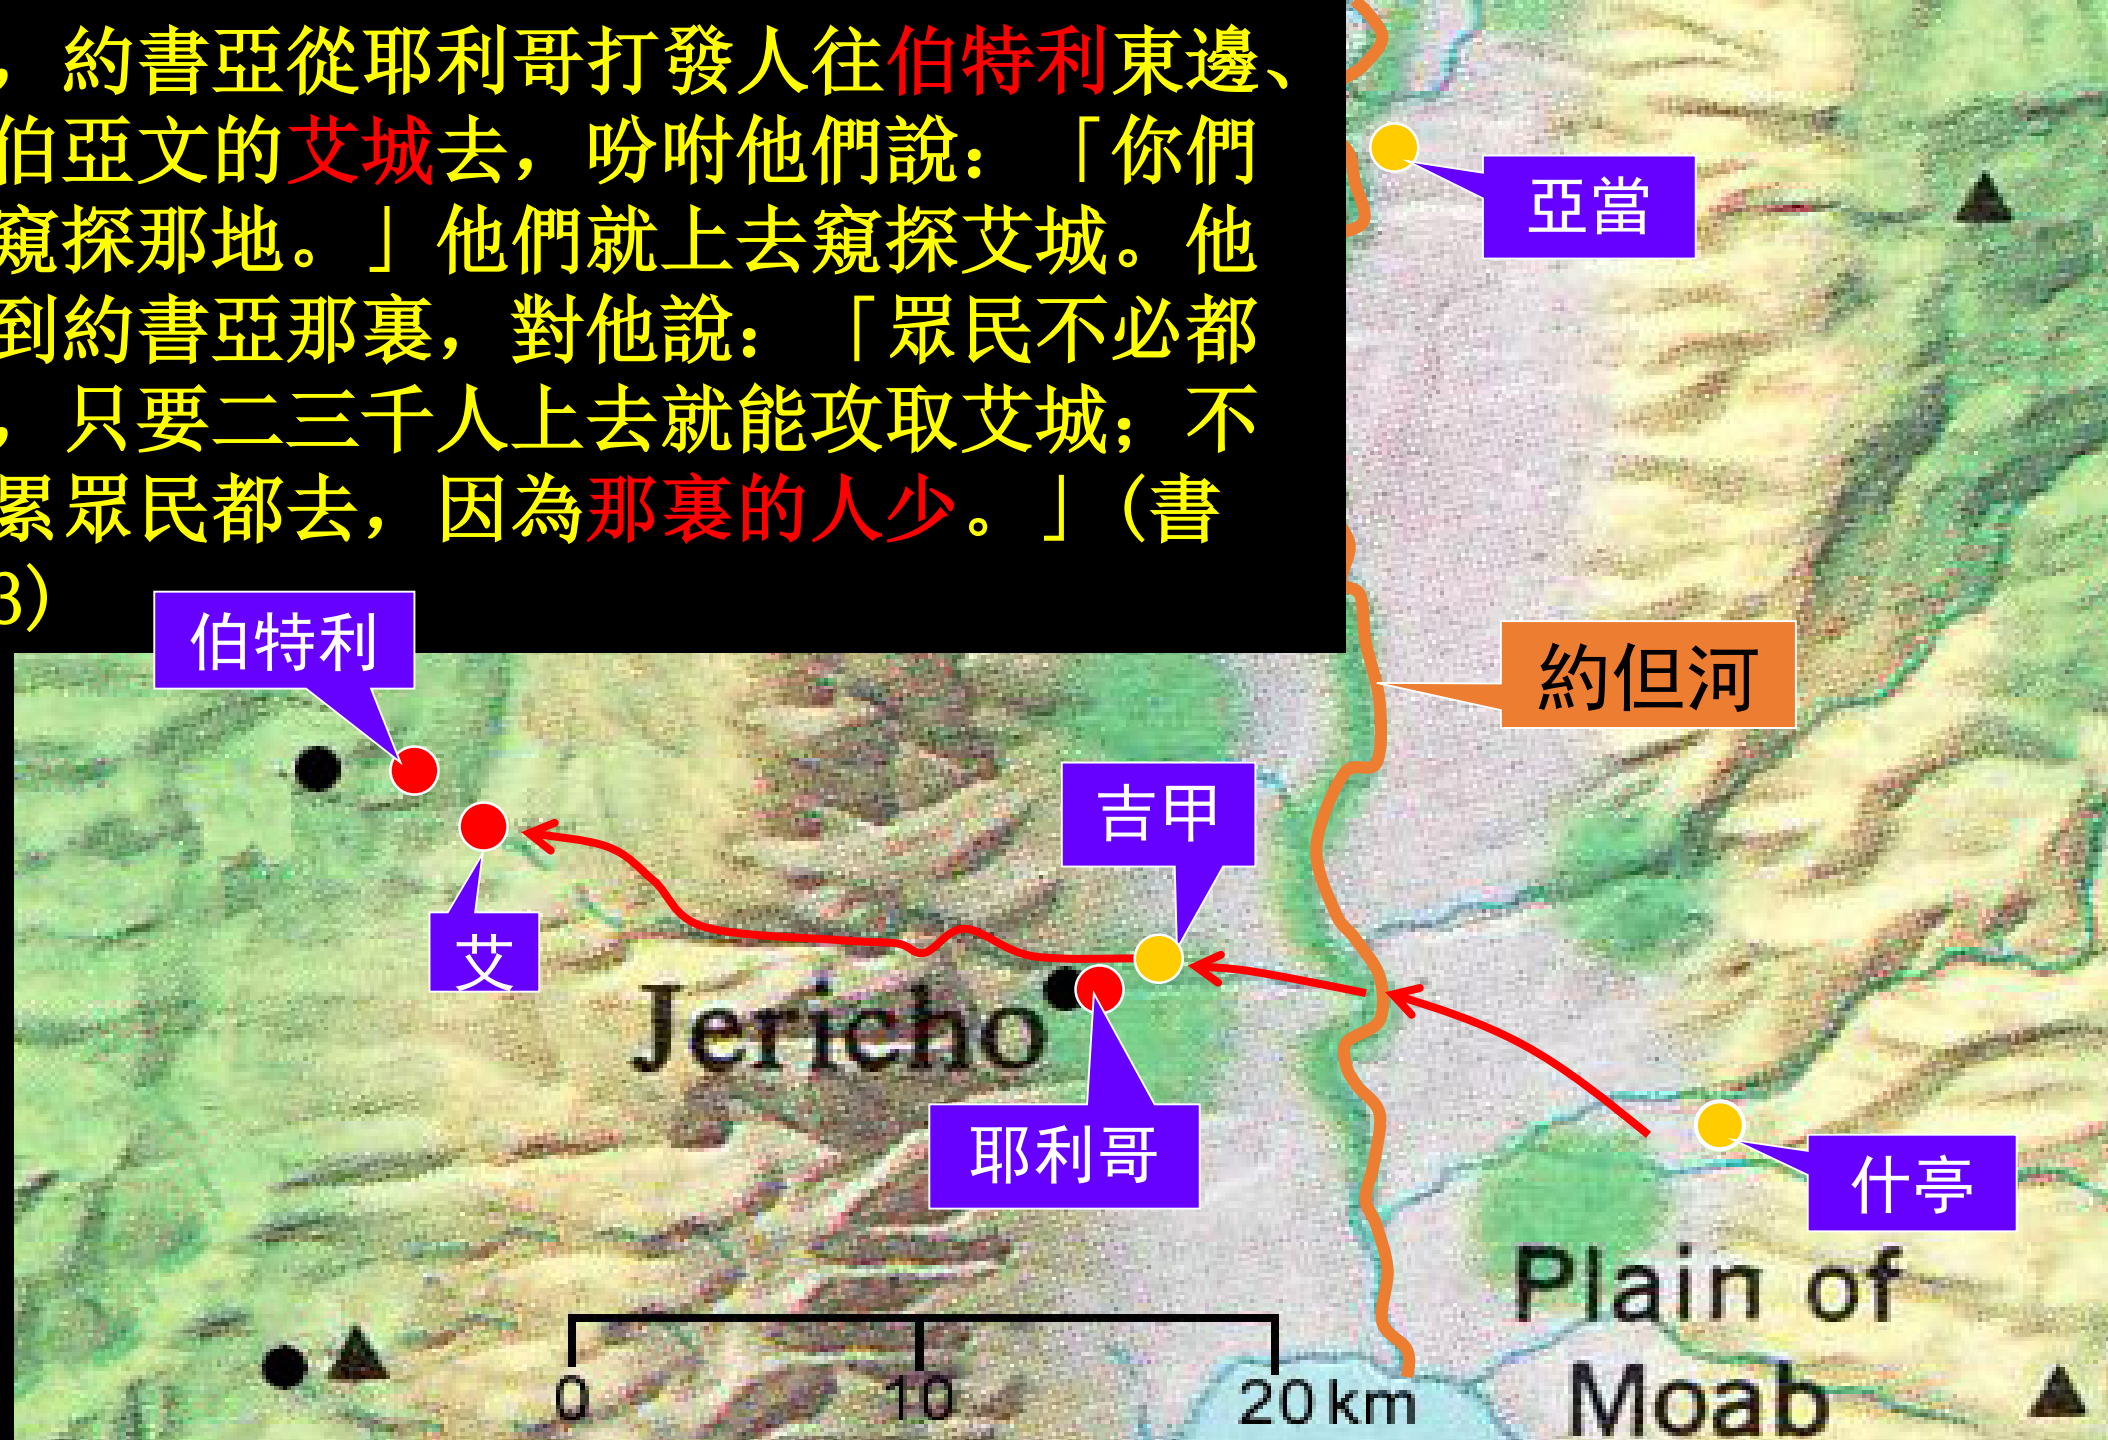 ，約書亞從耶利哥打發人往伯特利東邊、
伯亞文的艾城去，吩咐他們說：「你們
窺探那地。」他們就上去窺探艾城。他
到約書亞那裏，對他說：「眾民不必都
，只要二三千人上去就能攻取艾城；不
累眾民都去，因為那裏的人少。」(書
3)
亞當
伯特利
約但河
吉甲
艾
Jericho
耶利哥
什亭
Plain of
Moab
0 10 20 km